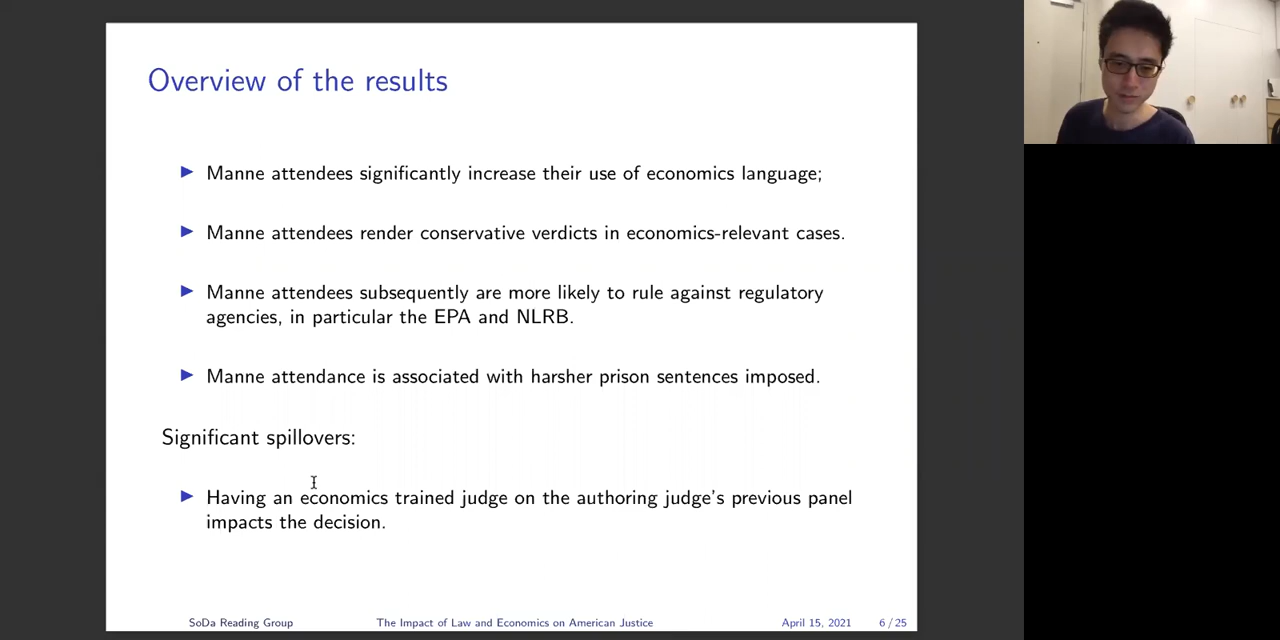 Overview of the results
Manne attendees significantly increase their use of economics language;
Manne attendees render conservative verdicts in economics-relevant cases.
Manne attendees subsequently are more likely to rule against regulatory
agencies, in particular the EPA and NLRB.
Manne attendance is associated with harsher prison sentences imposed.
Significant spillovers:
Having an economics trained judge on the authoring judge's previous panel
impacts the decision.
SoDa Reading Group The Impact of Law and Economics on American Justice April 15, 2021 6 / 25